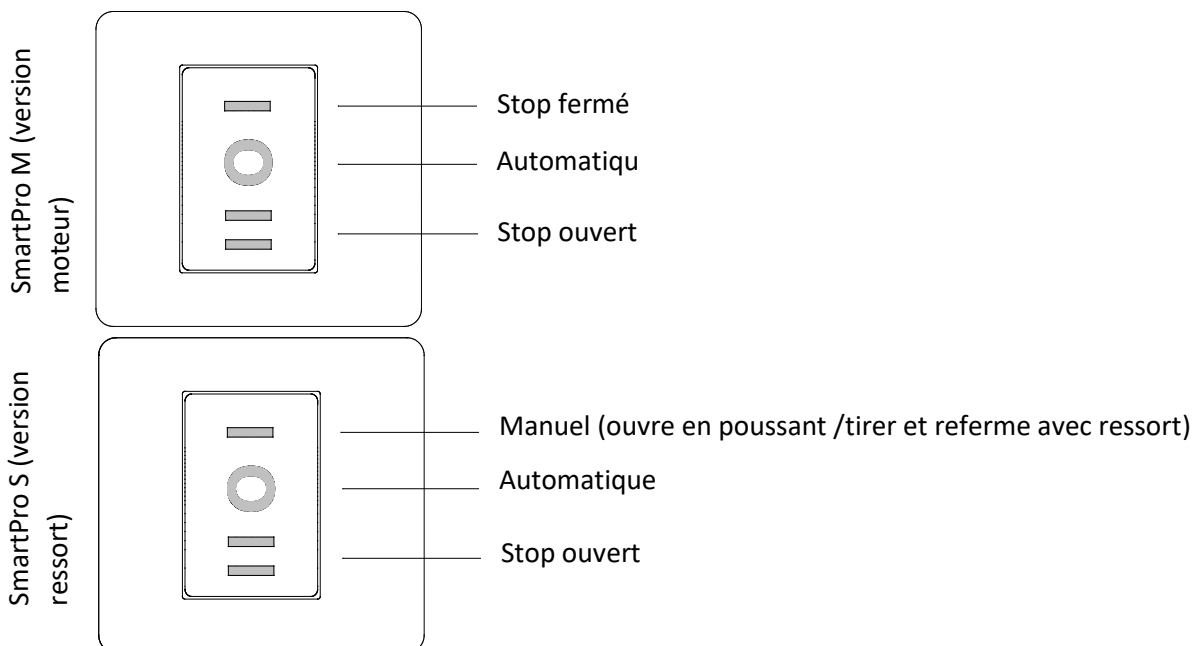 SmartPro M (version
moteur)
Stop fermé
Automatiqu
Stop ouvert
SmartPro S (version
ressort)
Manuel (ouvre en poussant /tirer et referme avec ressort)
Automatique
Stop ouvert